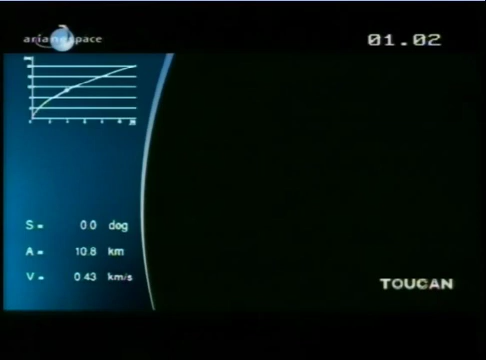 arianespace
01.02
S = 0.0 deg
A = 10.8 km
V = 0.43 km/s
TOUCAN